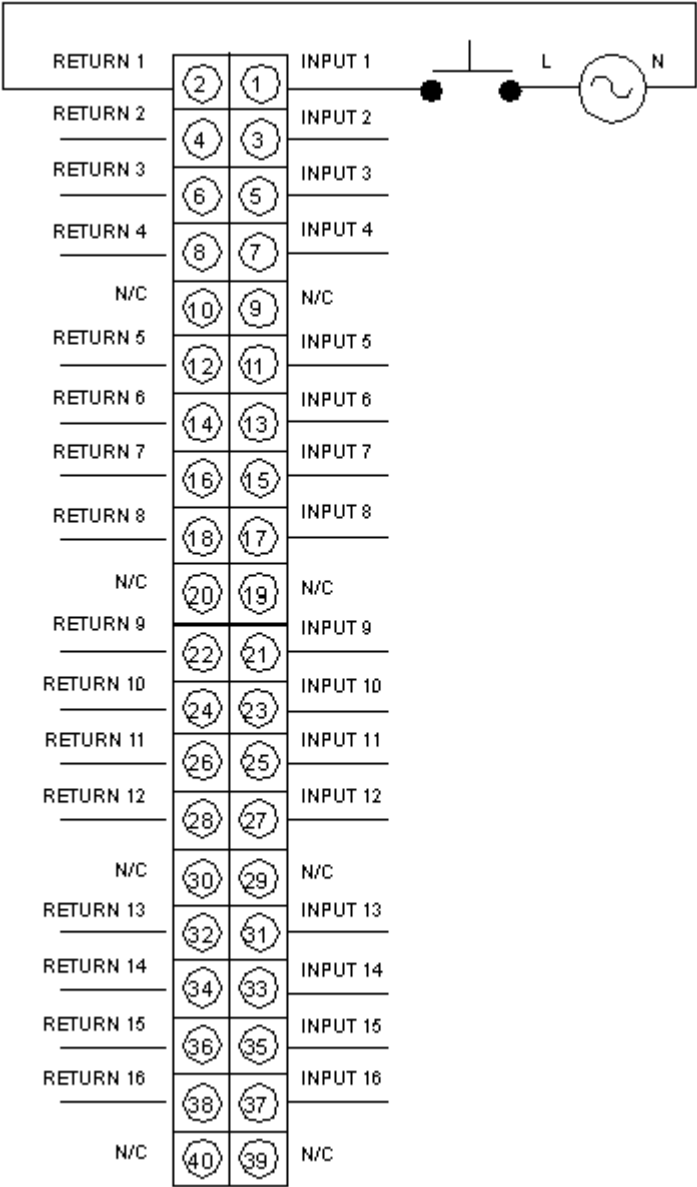 RETURN 1 2 1 INPUT 1 L N
RETURN 2 4 3 INPUT 2
RETURN 3 6 5 INPUT 3
RETURN 4 8 7 INPUT 4
N/C 10 9 N/C
RETURN 5 12 11 INPUT 5
RETURN 6 14 13 INPUT 6
RETURN 7 16 15 INPUT 7
RETURN 8 18 17 INPUT 8
N/C 20 19 N/C
RETURN 9 22 21 INPUT 9
RETURN 10 24 23 INPUT 10
RETURN 11 26 25 INPUT 11
RETURN 12 28 27 INPUT 12
N/C 30 29 N/C
RETURN 13 32 31 INPUT 13
RETURN 14 34 33 INPUT 14
RETURN 15 36 35 INPUT 15
RETURN 16 38 37 INPUT 16
N/C 40 39 N/C